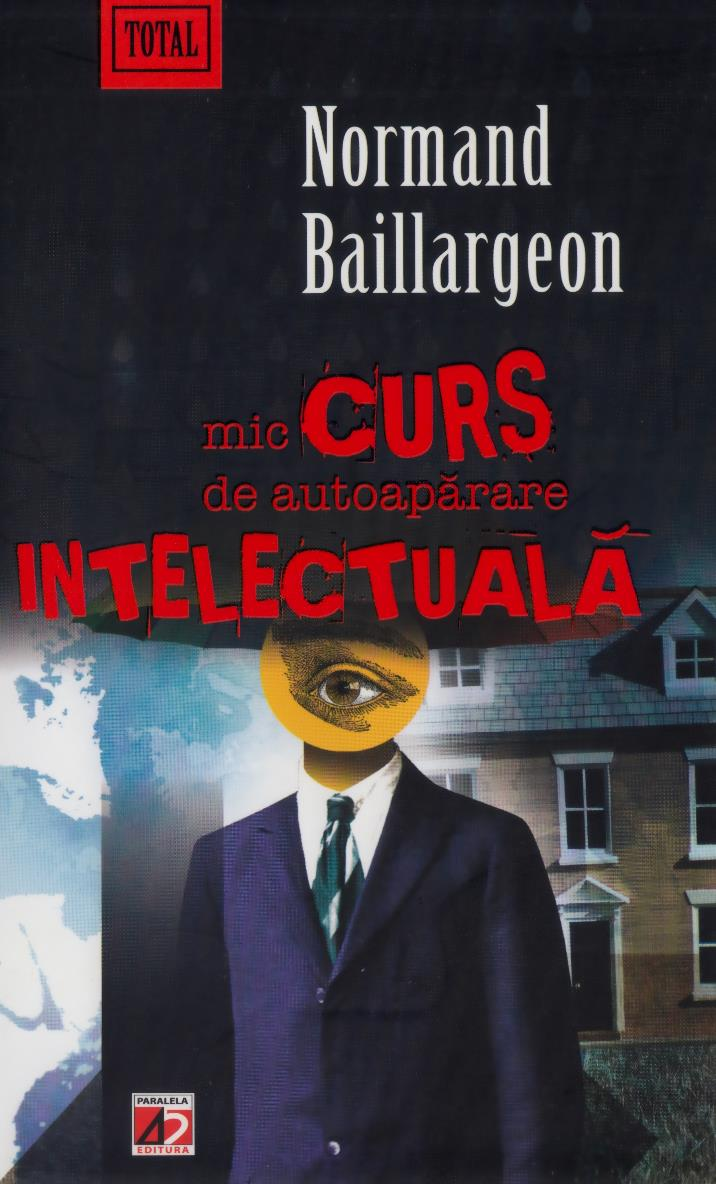 TOTAL
Normand
Baillargeon
mic CURS
de autoapărare
INTELECTUALĂ
PARALELA
45
EDITURA